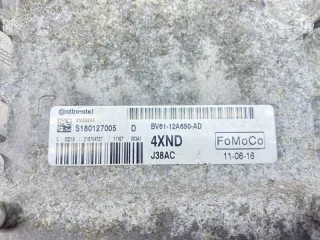 Continental
S180127005 D BV61-12A650-AD
4XND FoMoCo
J38AC 11-06-16